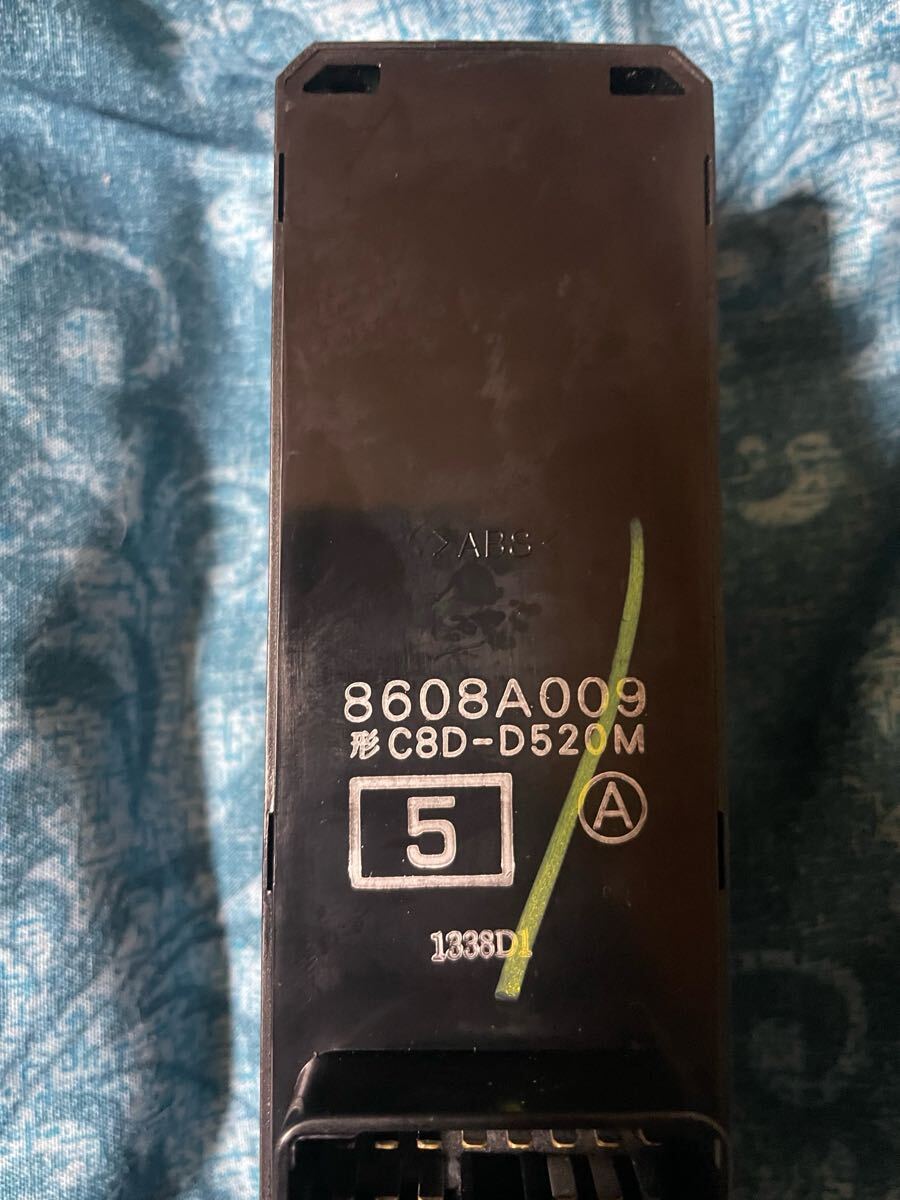 >ABS<
8608A009
形 C8D-D520M
5
A
1338D1